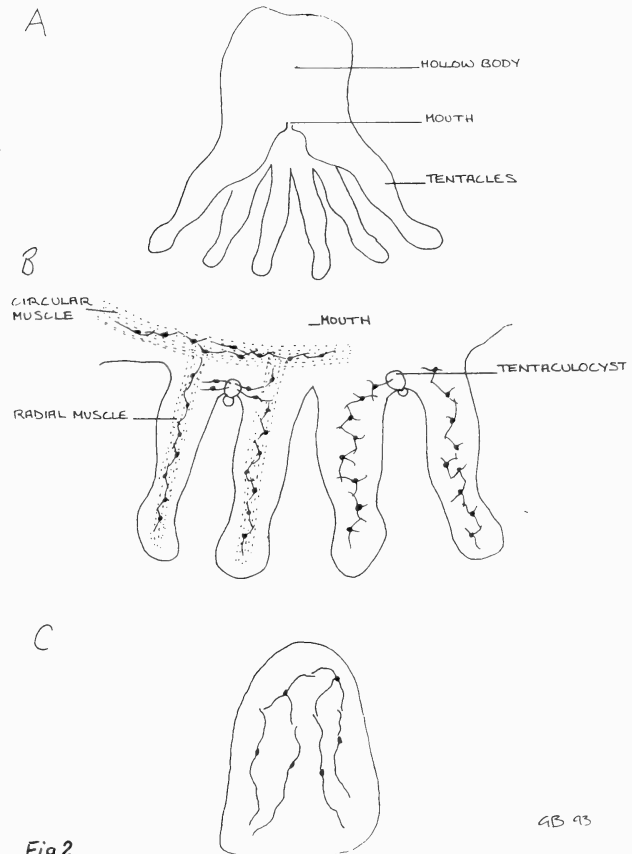 A
HOLLOW BODY
MOUTH
TENTACLES
B
CIRCULAR
MUSCLE
MOUTH
TENTACULOCYST
RADIAL MUSCLE
C
GB 93
Fig 2